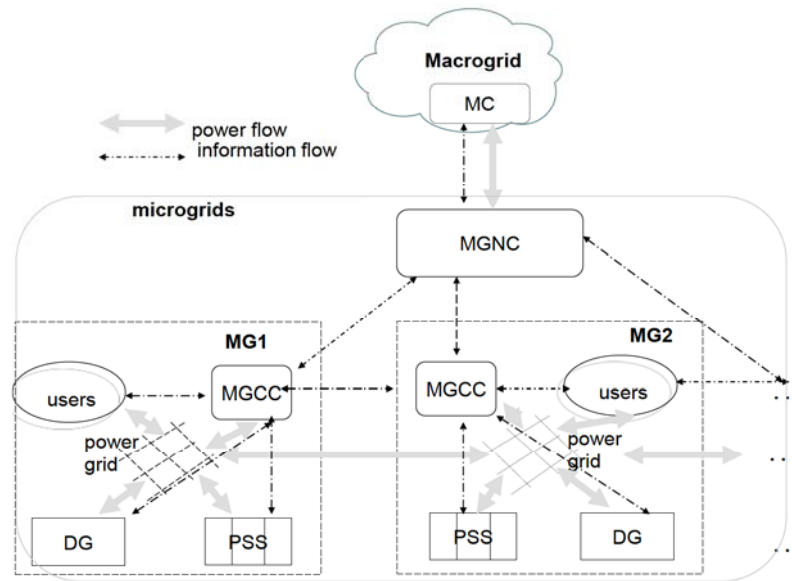 Macrogrid
MC
power flow
information flow
microgrids
MGNC
MG1
MG2
users
MGCC
MGCC
users
power
grid
power
grid
DG
PSS
PSS
DG